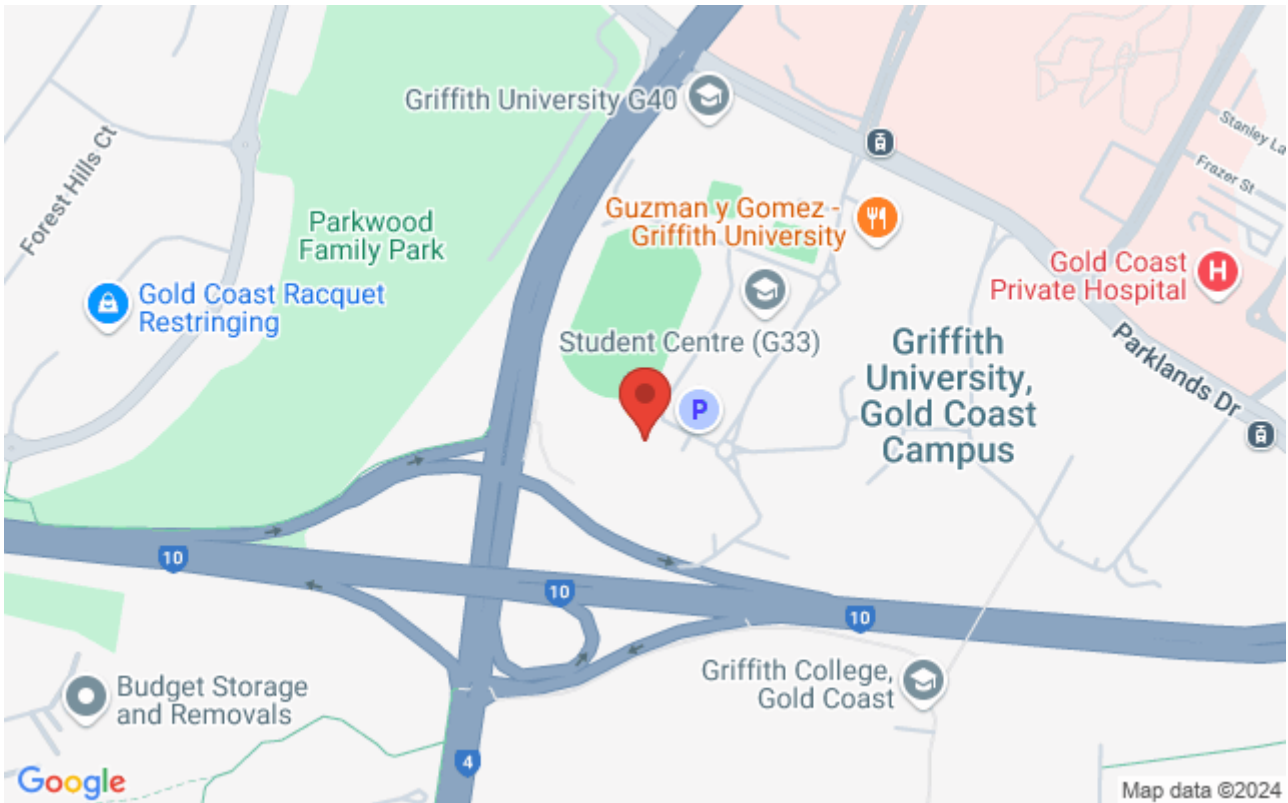 Griffith University G40
Stanley La
Frazer St
Forest Hills Ct
Guzman y Gomez -
Griffith University
Parkwood
Family Park
Gold Coast
Private Hospital
H
Gold Coast Racquet
Restringing
Student Centre (G33)
Griffith
University,
Gold Coast
Campus
Parklands Dr
P
10
10
10
Griffith College,
Gold Coast
Budget Storage
and Removals
4
Google
Map data ©2024